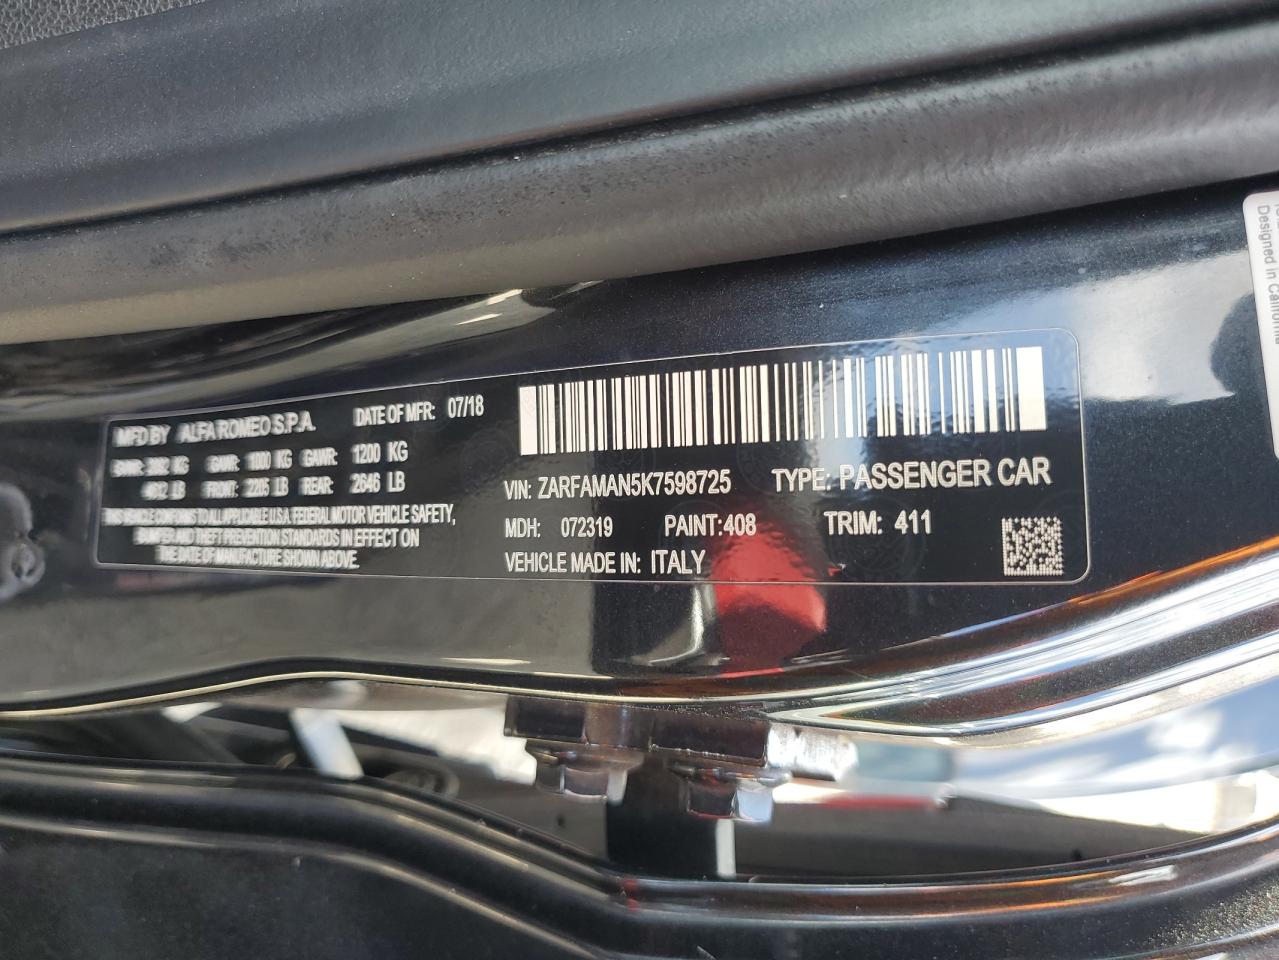 MFD BY ALFA ROMEO S.P.A. DATE OF MFR: 07/18
GAWR: 1000 KG GAWR: 1200 KG
LB FRONT: 2205 LB REAR: 2646 LB
THIS VEHICLE CONFORMS TO ALL APPLICABLE U.S.A. FEDERAL MOTOR VEHICLE SAFETY,
BUMPER AND THEFT PREVENTION STANDARDS IN EFFECT ON
THE DATE OF MANUFACTURE SHOWN ABOVE.
VIN: ZARFAMAN5K7598725 TYPE: PASSENGER CAR
MDH: 072319 PAINT:408 TRIM: 411
VEHICLE MADE IN: ITALY
Designed in California